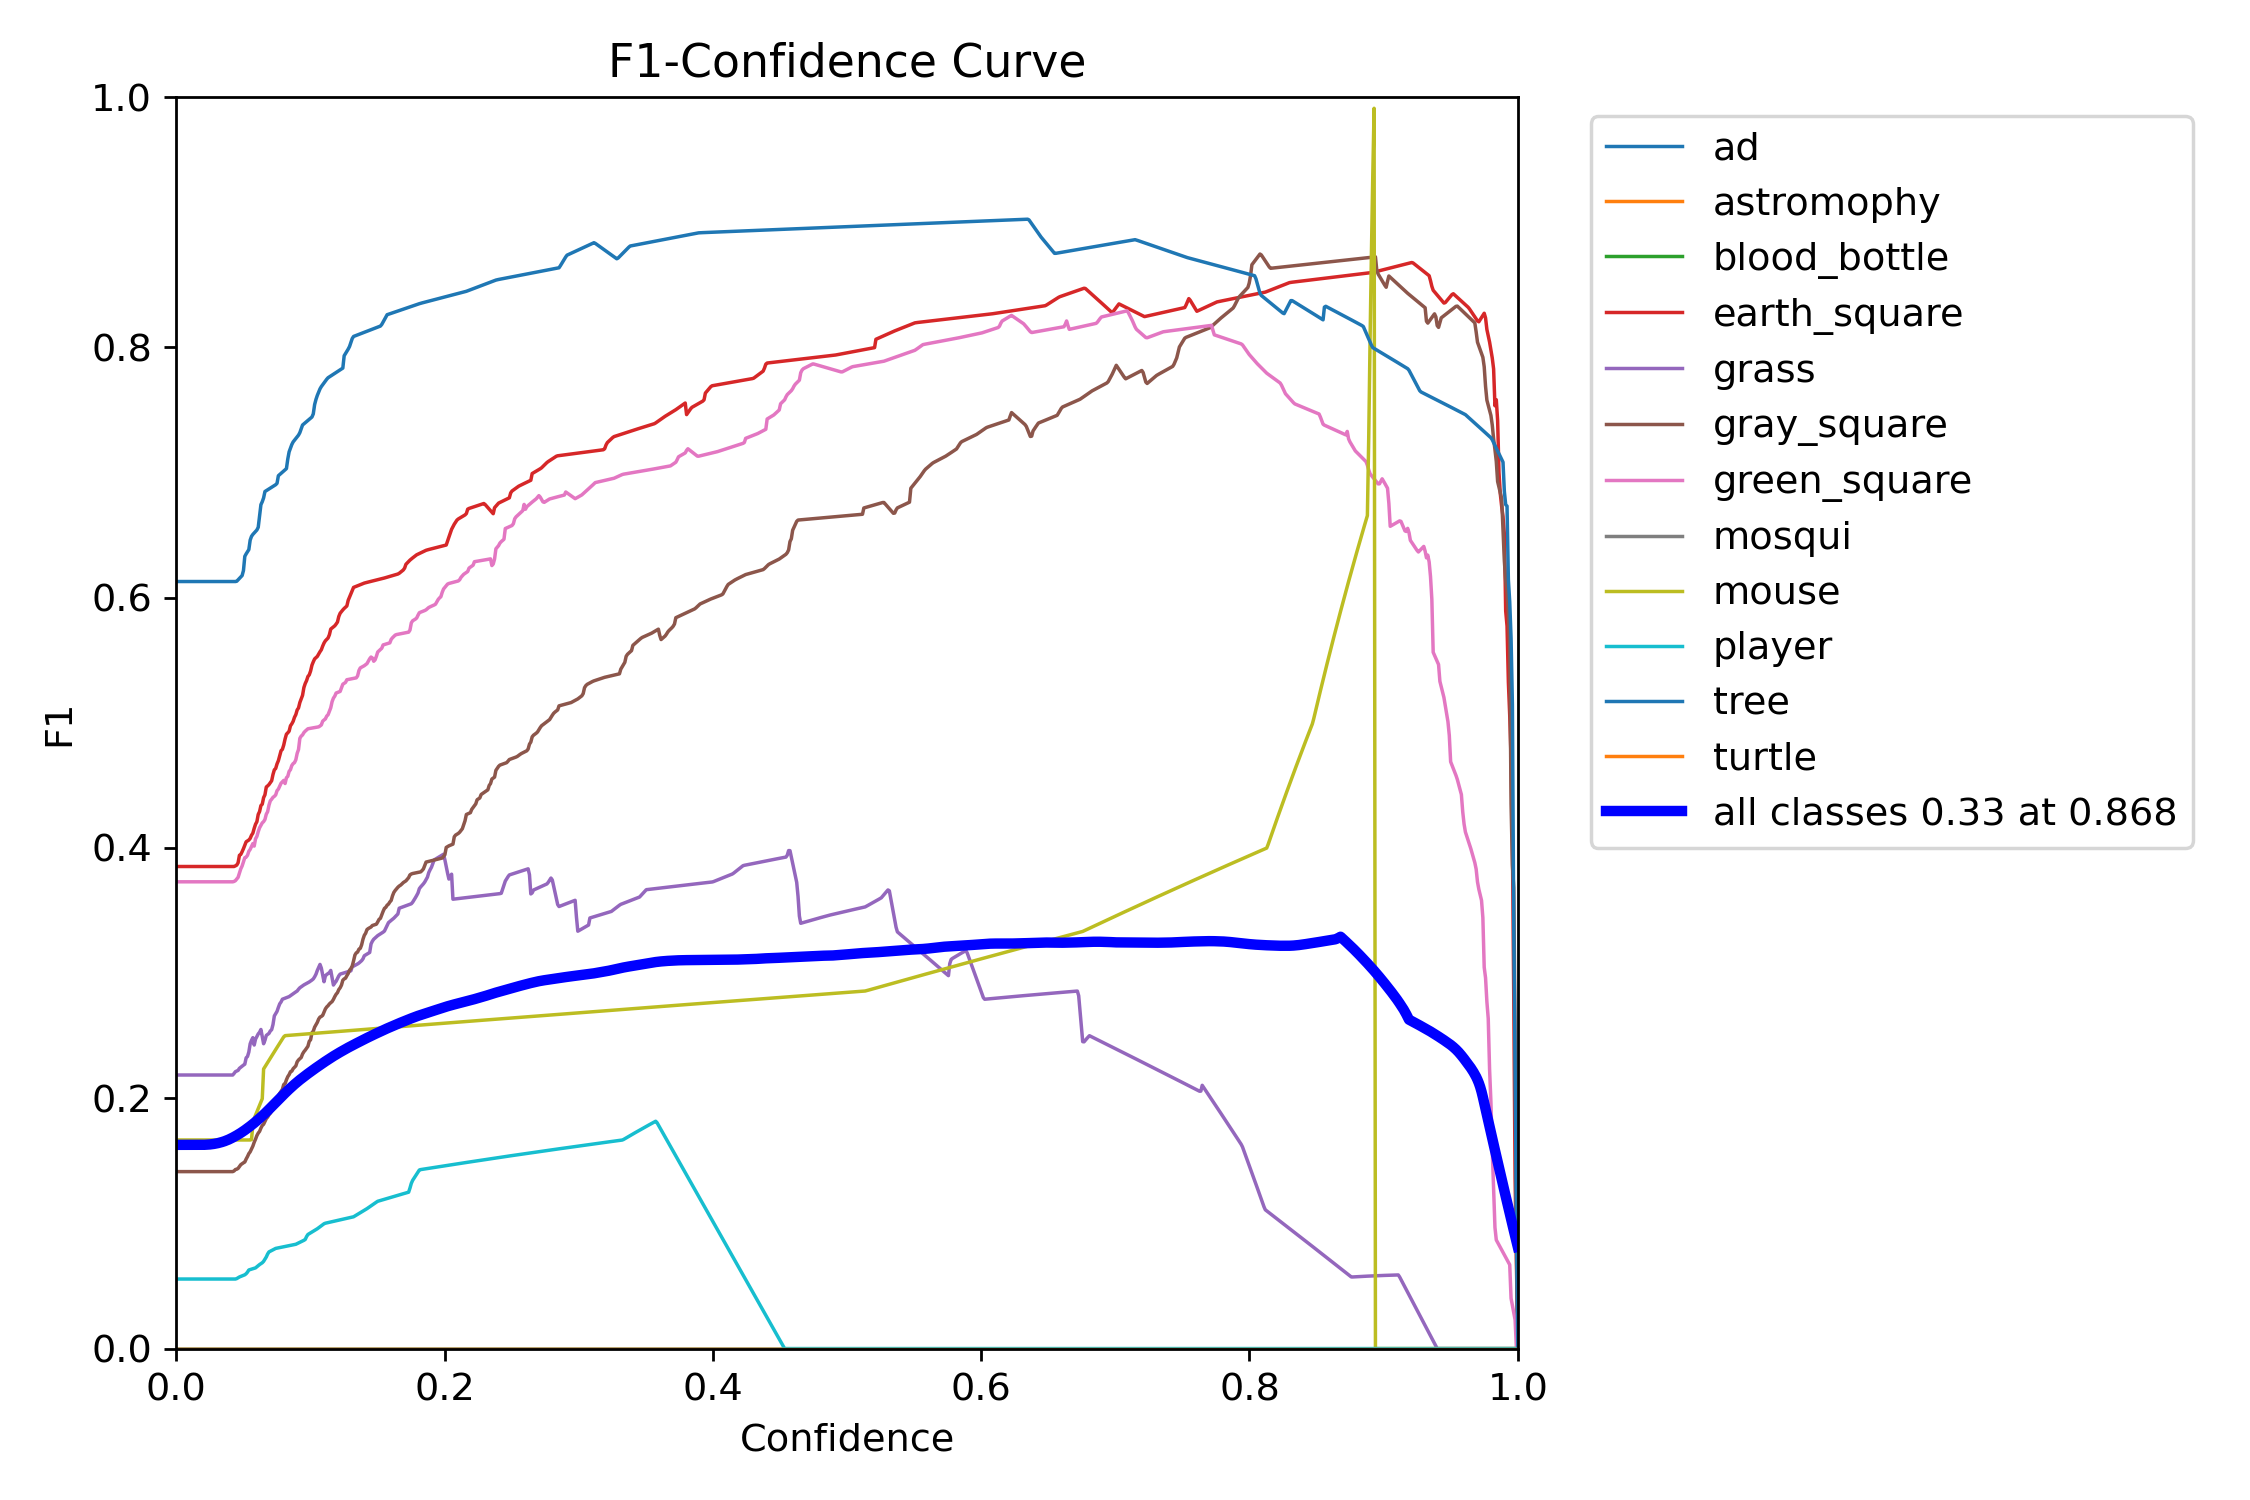 F1-Confidence Curve
1.0
0.8
0.6
0.4
0.2
0.0
F1
0.0 0.2 0.4 0.6 0.8 1.0
Confidence
ad
astromophy
blood_bottle
earth_square
grass
gray_square
green_square
mosqui
mouse
player
tree
turtle
all classes 0.33 at 0.868